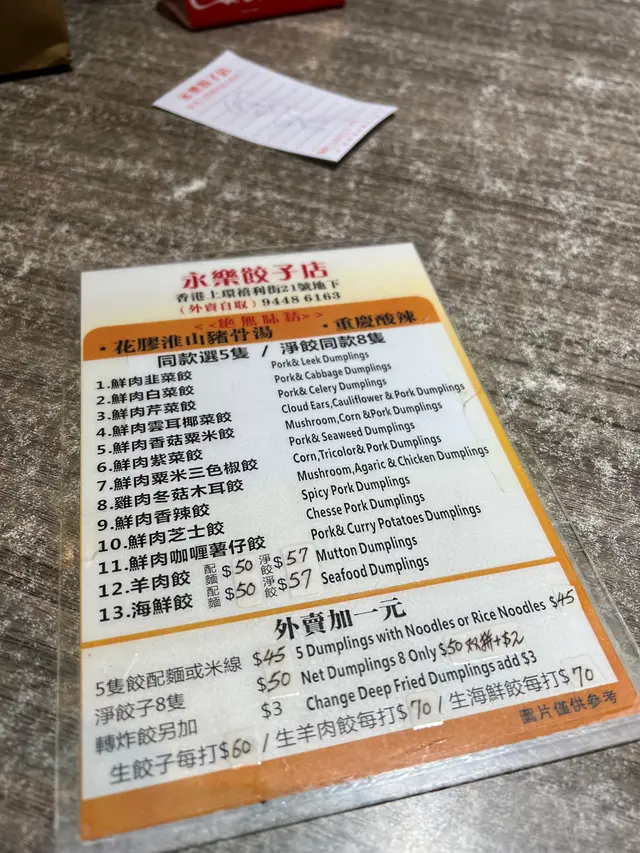 永樂餃子店
永樂餃子店
香港上環禧利街21號地下
(外賣自取) 9448 6163
<<絶無味精>>
・花膠淮山豬骨湯 ・重慶酸辣
同款選5隻 / 淨餃同款8隻
1.鮮肉韭菜餃 Pork& Leek Dumplings
2.鮮肉白菜餃 Pork& Cabbage Dumplings
3.鮮肉芹菜餃 Pork& Celery Dumplings
4.鮮肉雲耳椰菜餃 Cloud Ears,Cauliflower & Pork Dumplings
5.鮮肉香菇粟米餃 Mushroom,Corn &Pork Dumplings
6.鮮肉紫菜餃 Pork& Seaweed Dumplings
7.鮮肉粟米三色椒餃 Corn,Tricolor& Pork Dumplings
8.雞肉冬菇木耳餃 Mushroom,Agaric & Chicken Dumplings
9.鮮肉香辣餃 Spicy Pork Dumplings
10.鮮肉芝士餃 Chesse Pork Dumplings
11.鮮肉咖喱薯仔餃 Pork& Curry Potatoes Dumplings
12.羊肉餃 配麵 $50 淨餃 $57 Mutton Dumplings
13.海鮮餃 配麵 $50 淨餃 $57 Seafood Dumplings
外賣加一元
5隻餃配麵或米線 $45 5 Dumplings with Noodles or Rice Noodles $45
淨餃子8隻 $50 Net Dumplings 8 Only $50 双拼+$2
轉炸餃另加 $3 Change Deep Fried Dumplings add $3
生餃子每打$60 / 生羊肉餃每打$70 / 生海鮮餃每打$70
圖片僅供參考